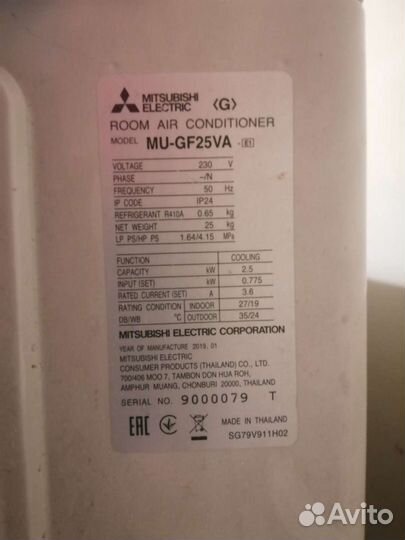 MITSUBISHI ELECTRIC ⟨G⟩
ROOM AIR CONDITIONER
MODEL MU-GF25VA -E1
VOLTAGE 230 V
PHASE ~/N
FREQUENCY 50 Hz
IP CODE IP24
REFRIGERANT R410A 0.65 kg
NET WEIGHT 25 kg
LP PS/HP PS 1.64/4.15 MPa
FUNCTION COOLING
CAPACITY kW 2.5
INPUT (SET) kW 0.775
RATED CURRENT (SET) A 3.6
RATING CONDITION INDOOR 27/19
DB/WB °C OUTDOOR 35/24
MITSUBISHI ELECTRIC CORPORATION
YEAR OF MANUFACTURE 2019.01
MITSUBISHI ELECTRIC
CONSUMER PRODUCTS (THAILAND) CO., LTD.
700/406 MOO 7, TAMBON DON HUA ROH,
AMPHUR MUANG, CHONBURI 20000, THAILAND
SERIAL NO. 9000079 T
EAC MADE IN THAILAND
SG79V911H02
Avito